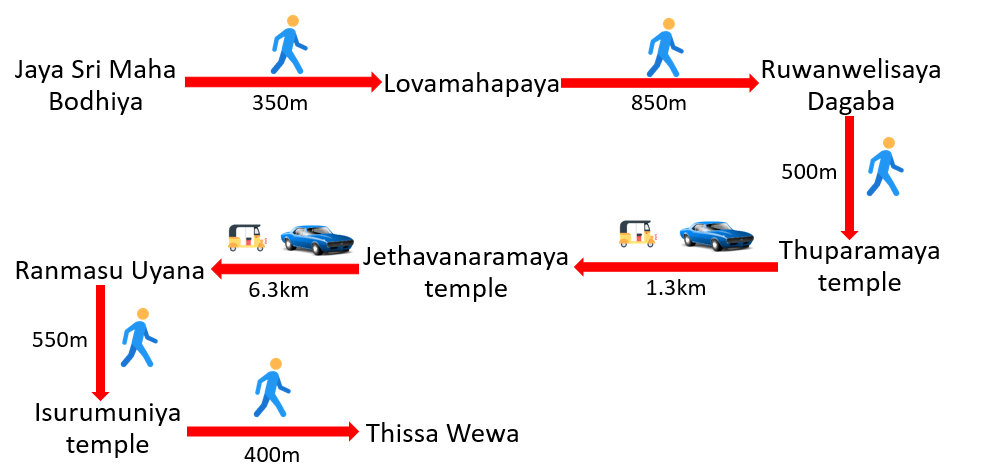 Jaya Sri Maha
Bodhiya
350m
Lovamahapaya
850m
Ruwanwelisaya
Dagaba
500m
Thuparamaya
temple
1.3km
Jethavanaramaya
temple
6.3km
Ranmasu Uyana
550m
Isurumuniya
temple
400m
Thissa Wewa